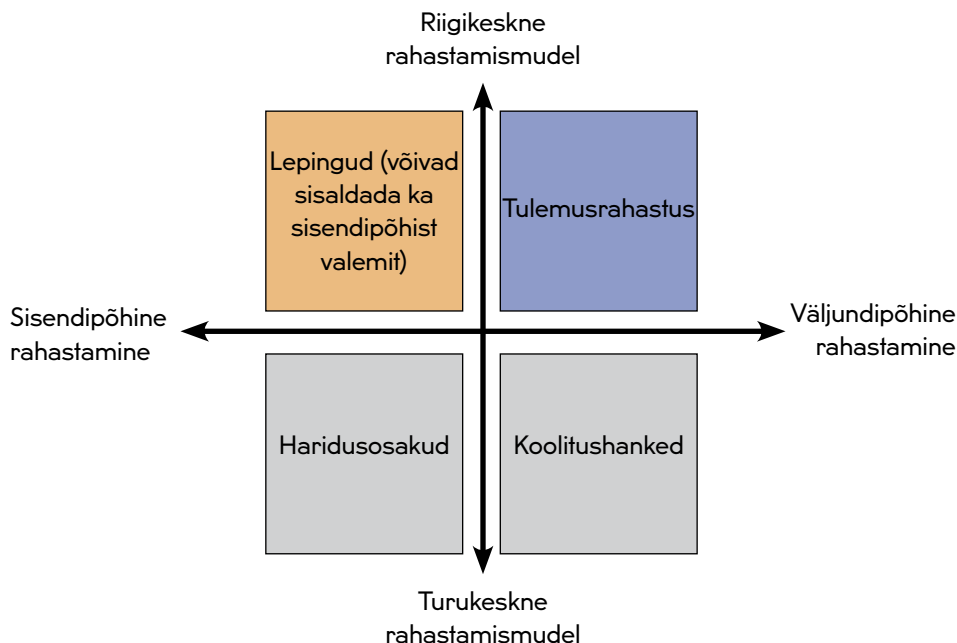 Riigikeskne
rahastamismudel
Lepingud (võivad
sisaldada ka
sisendipõhist
valemit)
Tulemusrahastus
Sisendipõhine
rahastamine
Väljundipõhine
rahastamine
Haridusosakud
Koolitushanked
Turukeskne
rahastamismudel